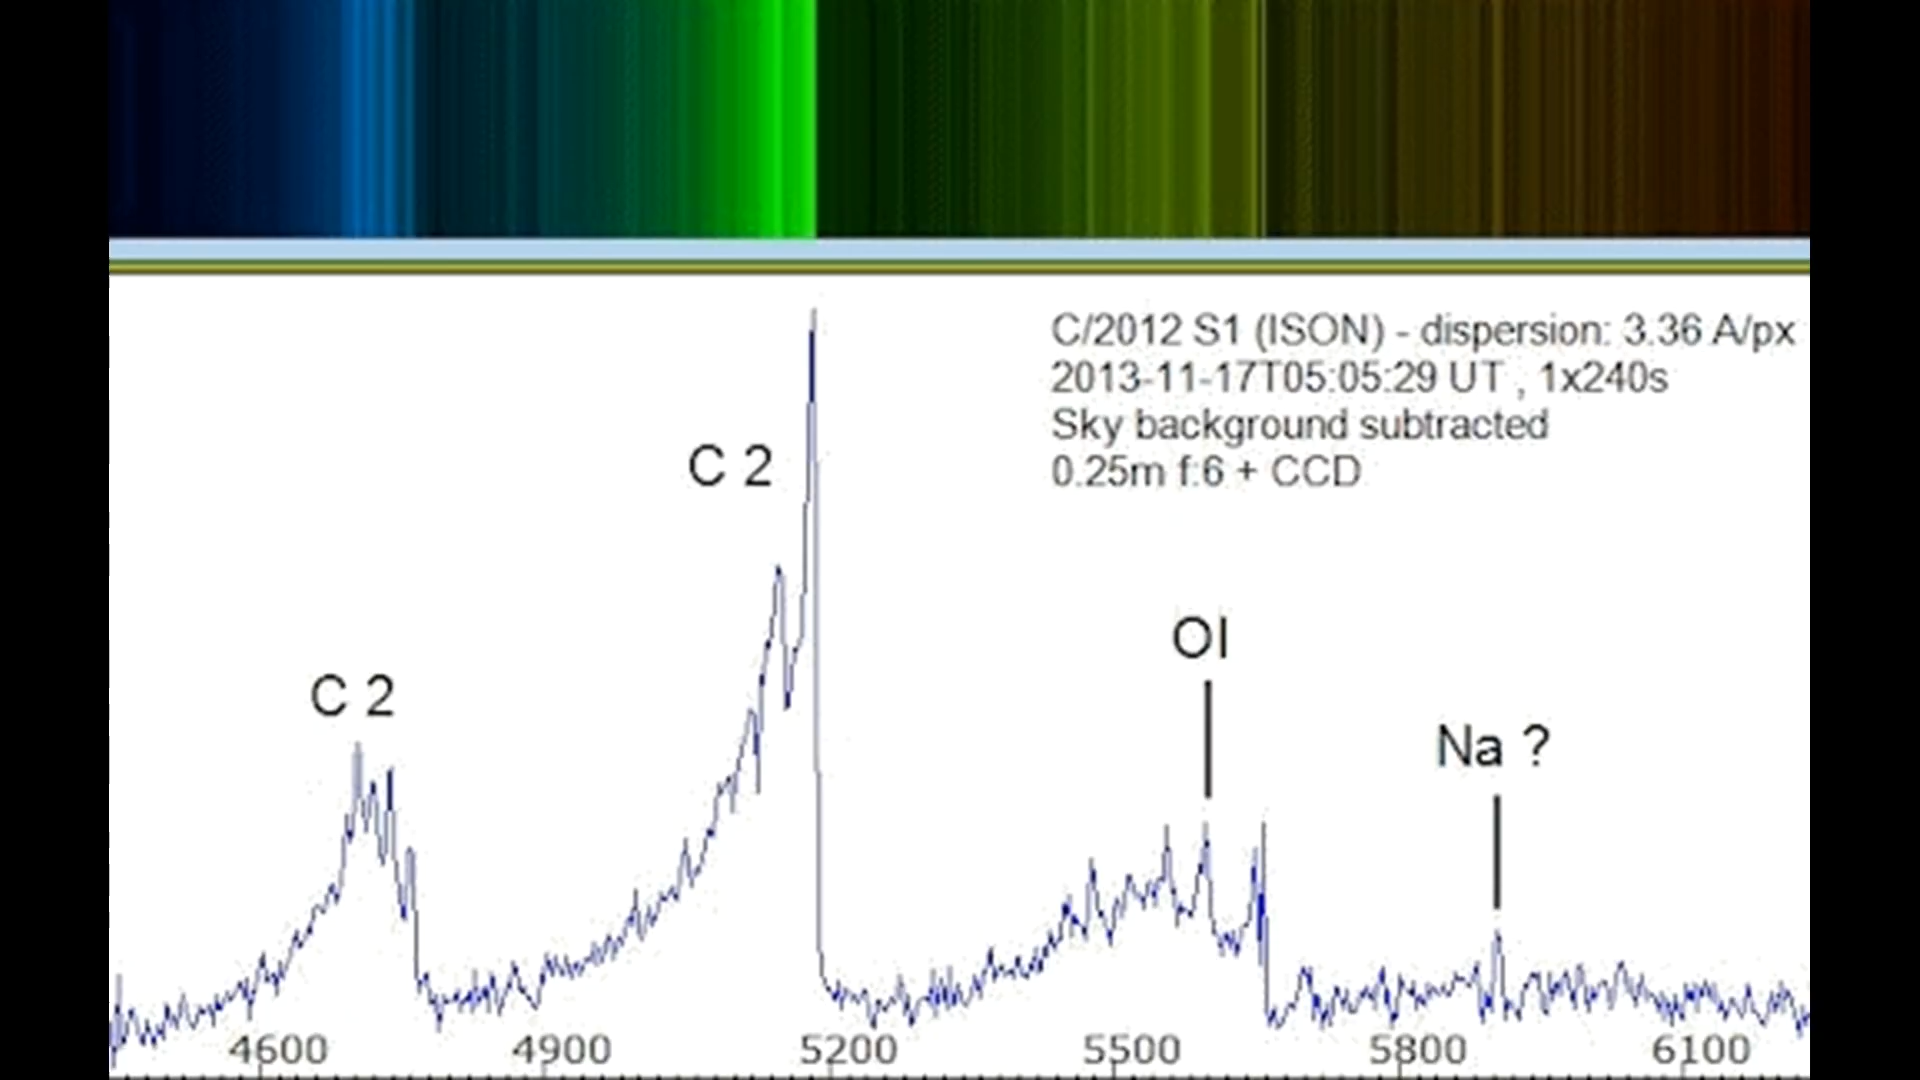 C/2012 S1 (ISON) - dispersion: 3.36 A/px
2013-11-17T05:05:29 UT , 1x240s
Sky background subtracted
0.25m f:6 + CCD
C 2
OI
C 2
Na ?
4600 4900 5200 5500 5800 6100